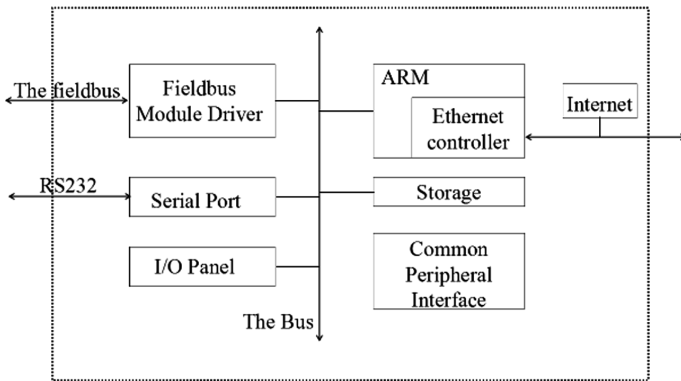 The fieldbus
Fieldbus
Module Driver
RS232
Serial Port
I/O Panel
The Bus
ARM
Ethernet
controller
Internet
Storage
Common
Peripheral
Interface